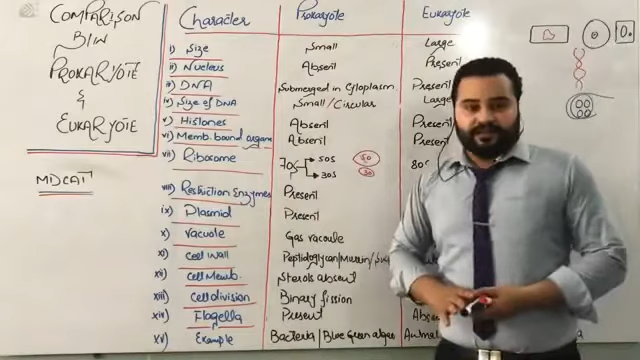 COMPARISON
B/W
PROKARYOTE
&
EUKARYOTE
MDCAT
Character Prokaryote Eukaryote
i) Size Small Large
ii) Nucleus Absent Present
iii) DNA Submerged in Cytoplasm Present
iv) Size of DNA Small/Circular Large
v) Histones Absent Present
vi) Memb. bound organ Absent Present
vii) Ribosome 70s 50S 30S 50 30 80s
viii) Restriction Enzymes Present
ix) Plasmid Present
x) Vacuole Gas vacoule
xi) Cell Wall Peptidoglycan/Murein/
xii) Cell Memb. Sterols absent
xiii) Cell division Binary fission
xiv) Flagella Present Abse
xv) Example Bacteria/Blue Green algae Animal